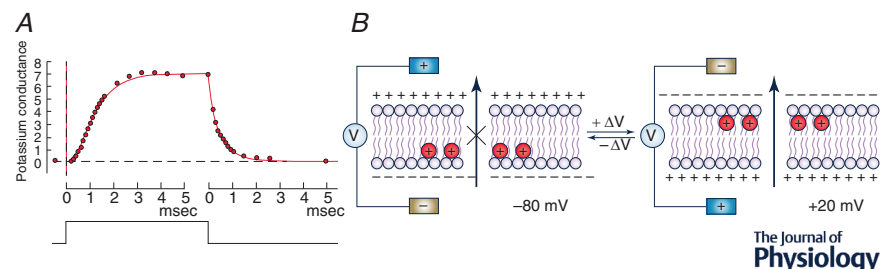 A
B
Potassium conductance
8
7
6
5
4
3
2
1
0
0 1 2 3 4 5
msec
0 1 2 3 4 5
msec
+
V
−
+ + + + + + + + + + + + + + +
+ + + +
− − − − − − − − − − − − − −
−80 mV
+ ΔV
− ΔV
−
V
+
− − − − − − − − − − − − − −
+ + + +
+ + + + + + + + + + + + + + +
+20 mV
The Journal of
Physiology